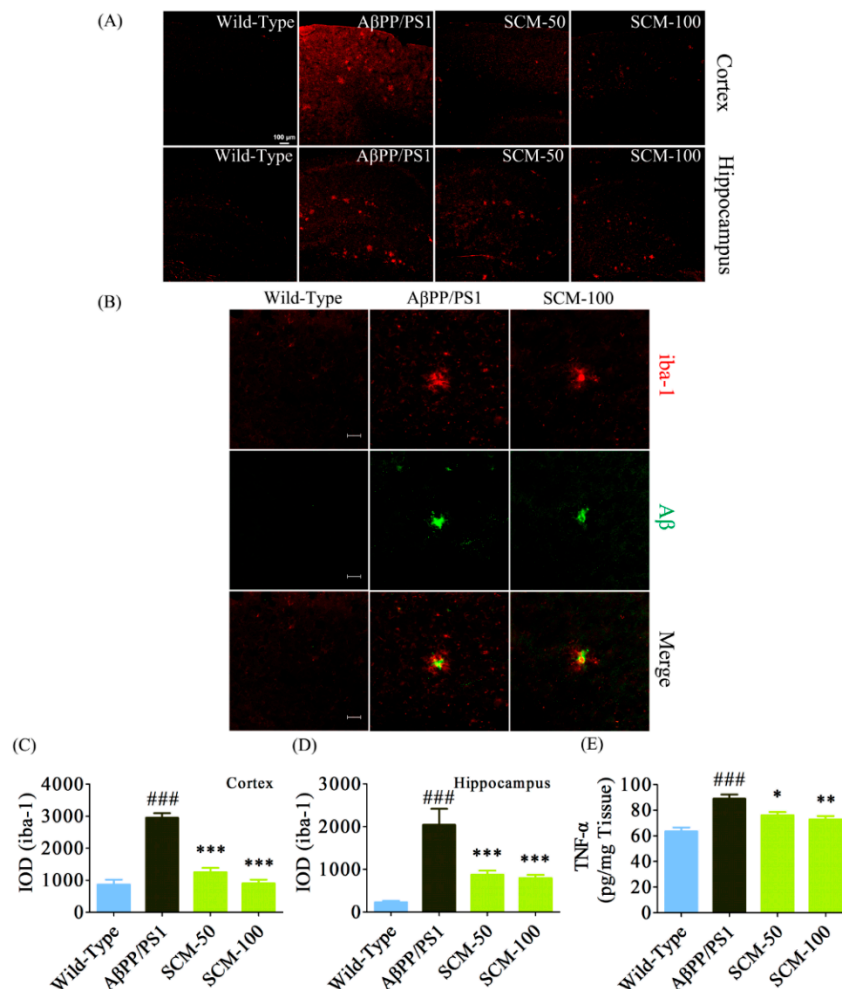 (A)
Wild-Type AβPP/PS1 SCM-50 SCM-100
Cortex
100 μm
Wild-Type AβPP/PS1 SCM-50 SCM-100
Hippocampus
(B)
Wild-Type AβPP/PS1 SCM-100
iba-1
Aβ
Merge
(C)
Cortex
IOD (iba-1)
4000
3000
2000
1000
0
###
***
***
Wild-Type
AβPP/PS1
SCM-50
SCM-100
(D)
Hippocampus
IOD (iba-1)
3000
2000
1000
0
###
***
***
Wild-Type
AβPP/PS1
SCM-50
SCM-100
(E)
TNF-α
(pg/mg Tissue)
100
80
60
40
20
0
###
*
**
Wild-Type
AβPP/PS1
SCM-50
SCM-100